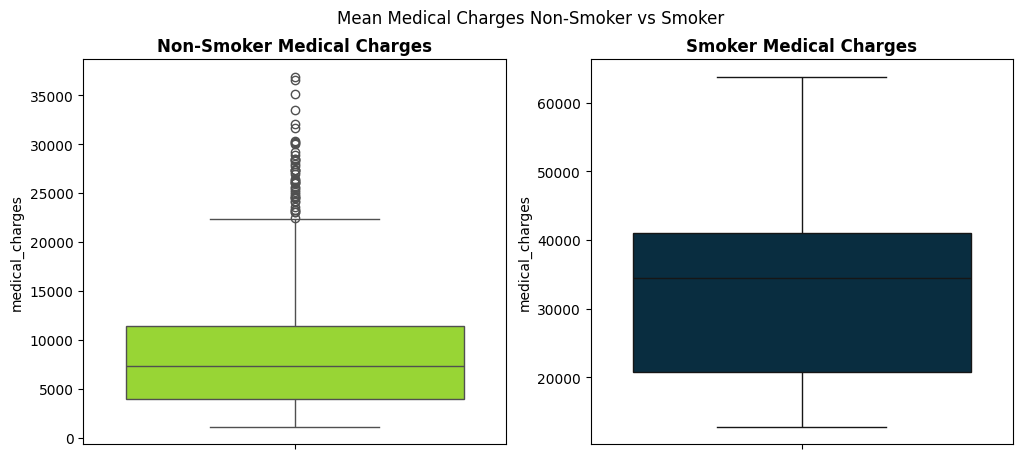 Mean Medical Charges Non-Smoker vs Smoker
Non-Smoker Medical Charges
medical_charges
35000
30000
25000
20000
15000
10000
5000
0
Smoker Medical Charges
medical_charges
60000
50000
40000
30000
20000